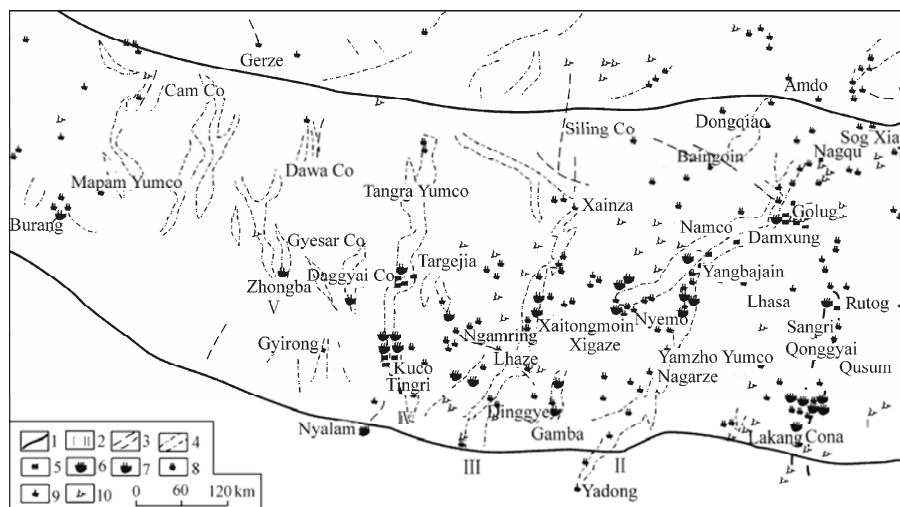 Gerze
Amdo
Cam Co
Siling Co
Dongqiao
Sog Xia
Baingoin
Nagqu
Dawa Co
Mapam Yumco
Tangra Yumco
Xainza
Golug
Burang
Namco
Damxung
Gyesar Co
Targejia
Daggyai Co
Yangbajain
Zhongba
Lhasa
Rutog
V
Xaitongmoin
Nyemo
Sangri
Ngamring
Xigaze
Gyirong
Lhaze
Qonggyai
Yamzho Yumco
Qusum
Kuco
Nagarze
Tingri
Dinggye
IV
Nyalam
Gamba
Lakang
Cona
III
II
Yadong
1 2 3 4
5 6 7 8
9 10 0 60 120 km